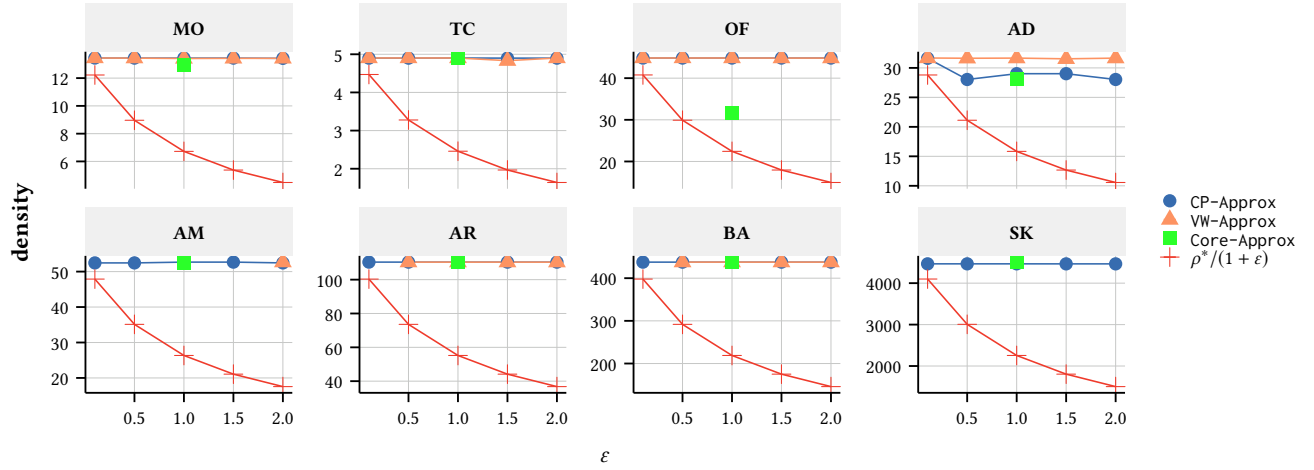 MO TC OF AD
12 10 8 6
5 4 3 2
40 30 20
30 25 20 15 10
density
CP-Approx
VW-Approx
Core-Approx
ρ*/(1 + ε)
AM AR BA SK
50 40 30 20
100 80 60 40
400 300 200
4000 3000 2000
0.5 1.0 1.5 2.0 0.5 1.0 1.5 2.0 0.5 1.0 1.5 2.0 0.5 1.0 1.5 2.0
ε